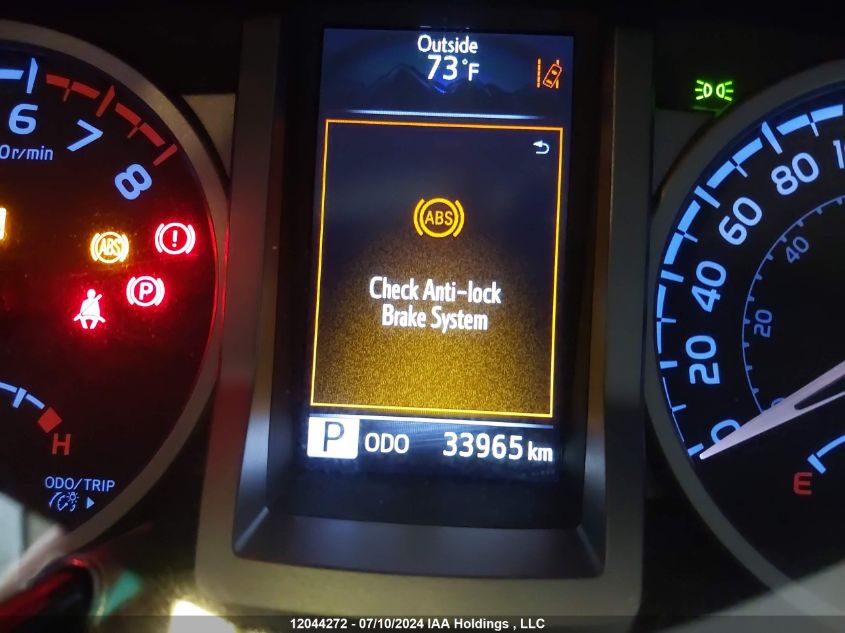 Outside
73°F
6
7
8
0r/min
ABS
!
P
ABS
Check Anti-lock
Brake System
P ODO 33965 km
H
ODO/TRIP
0
20
40
60
80
20
40
E
12044272 - 07/10/2024 IAA Holdings , LLC